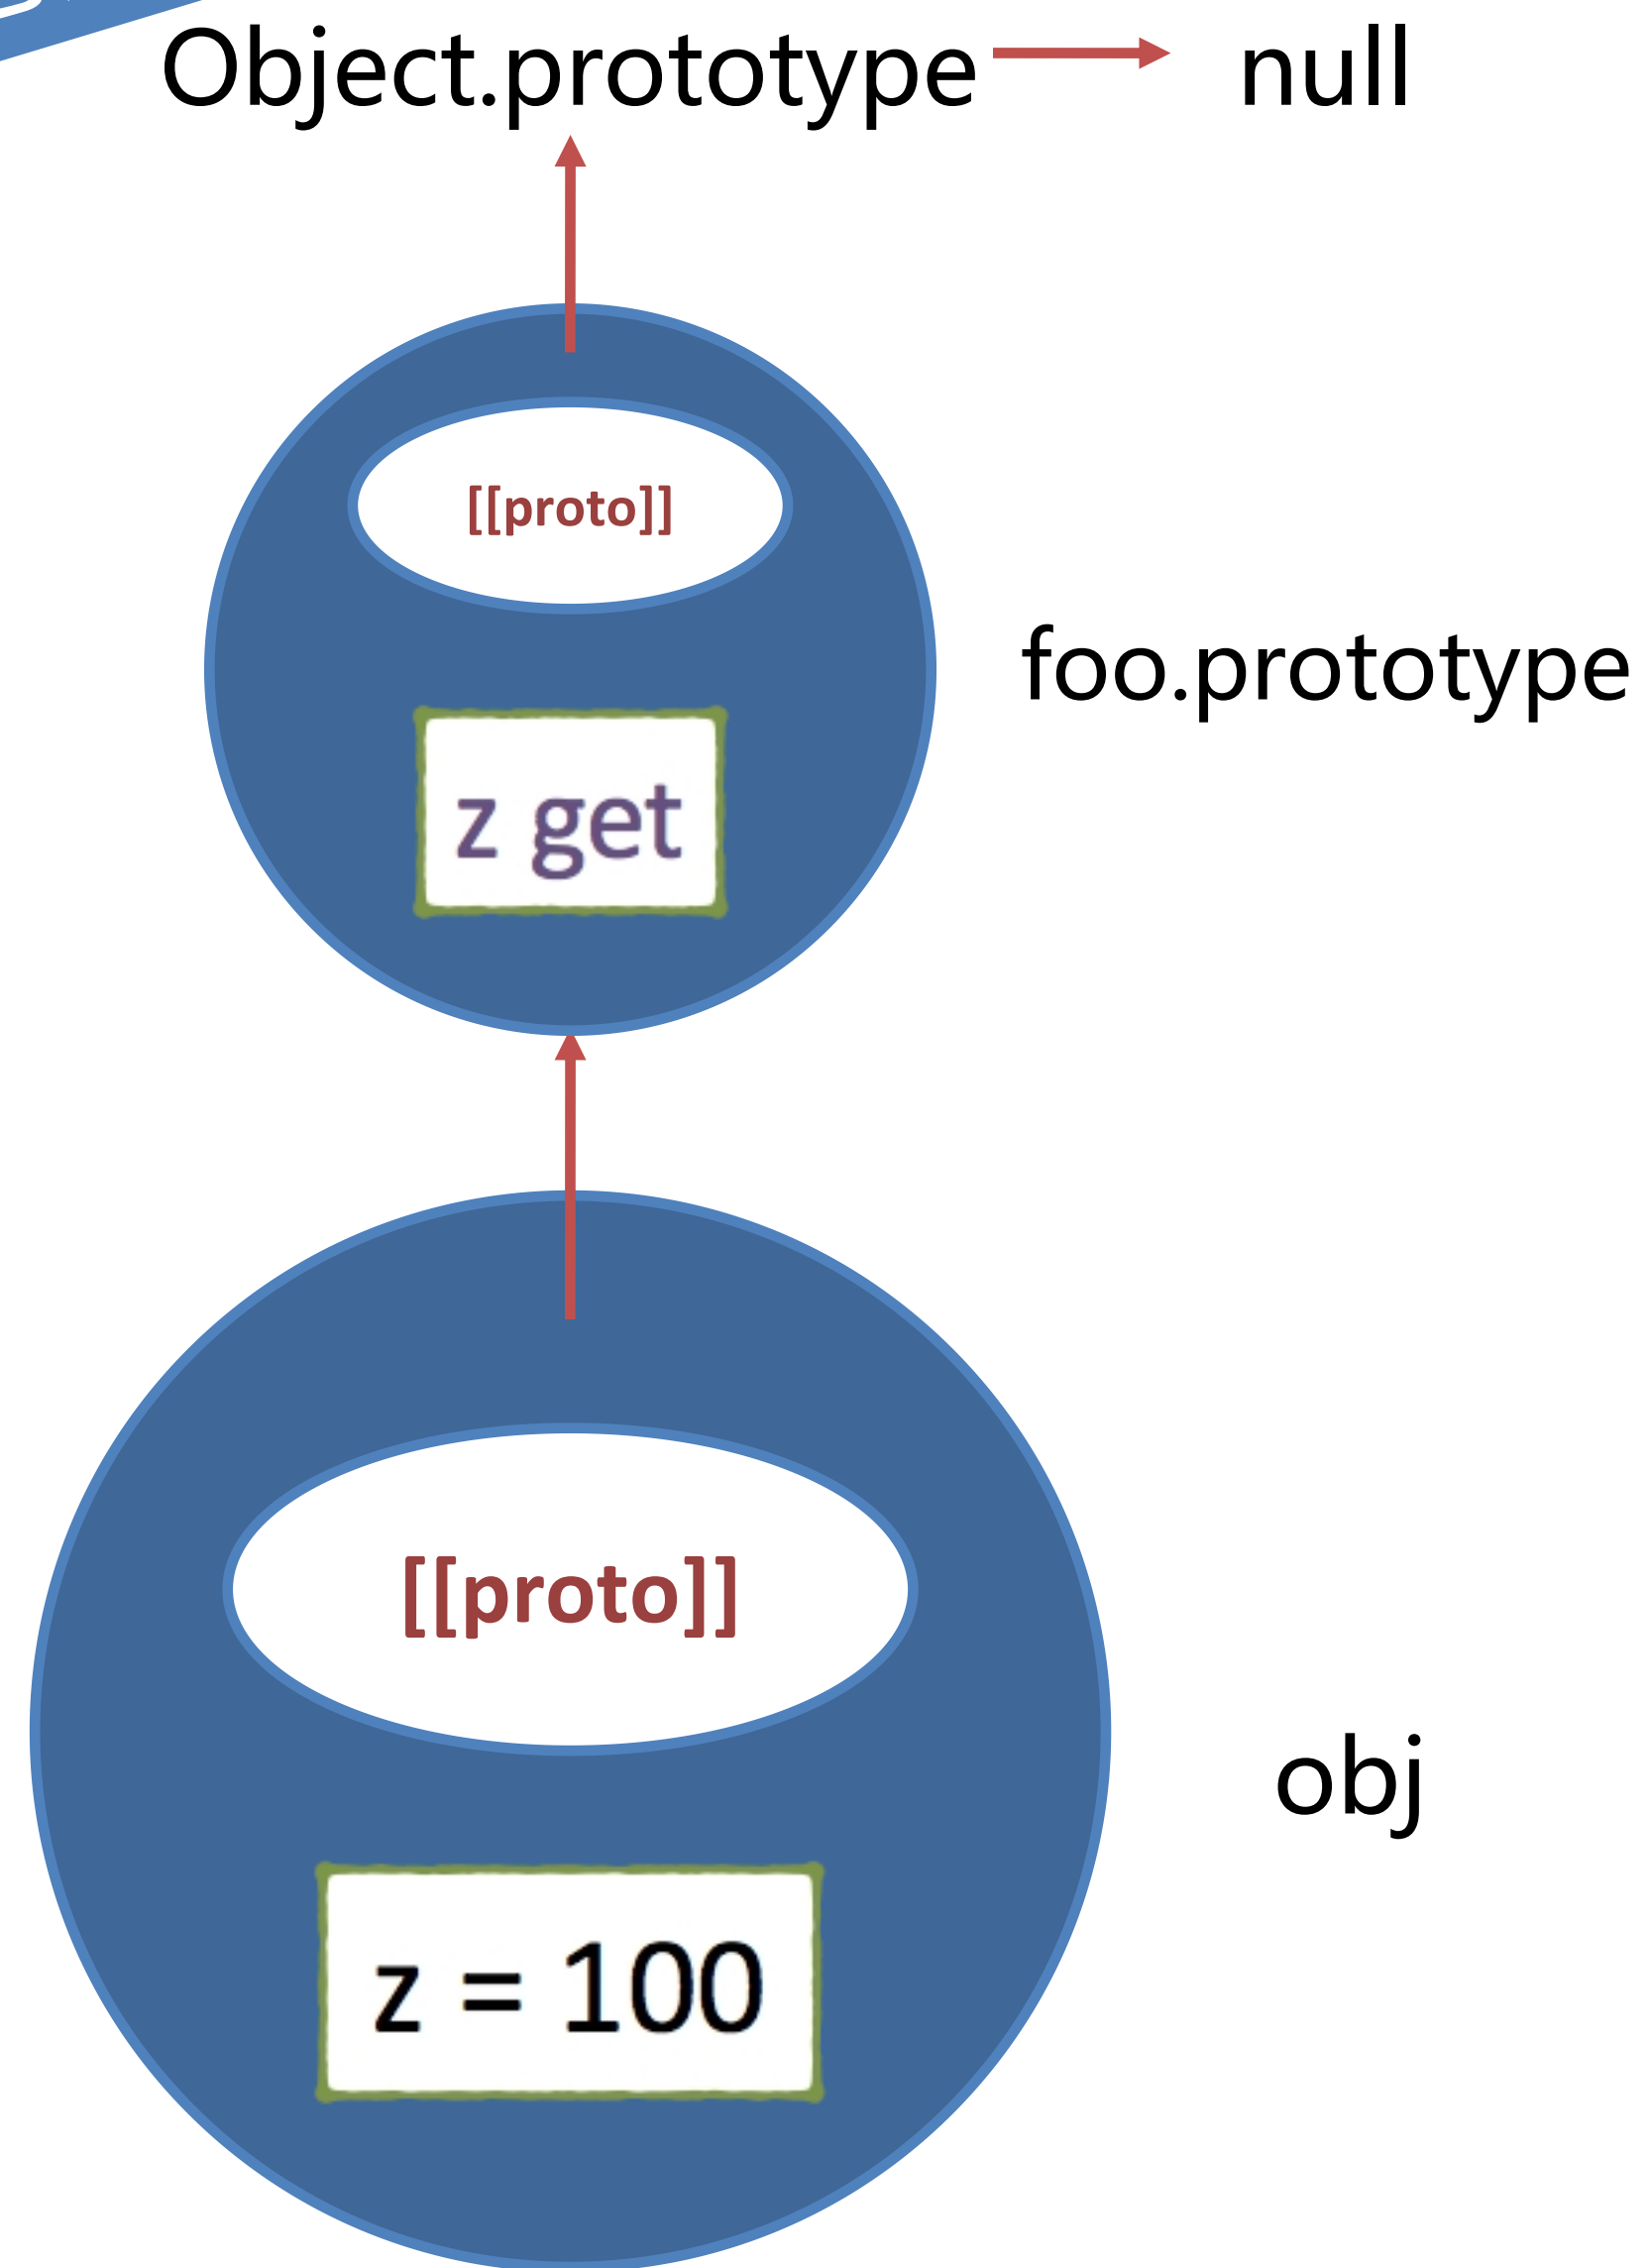 Object.prototype null
[[proto]]
foo.prototype
z get
[[proto]]
obj
z = 100